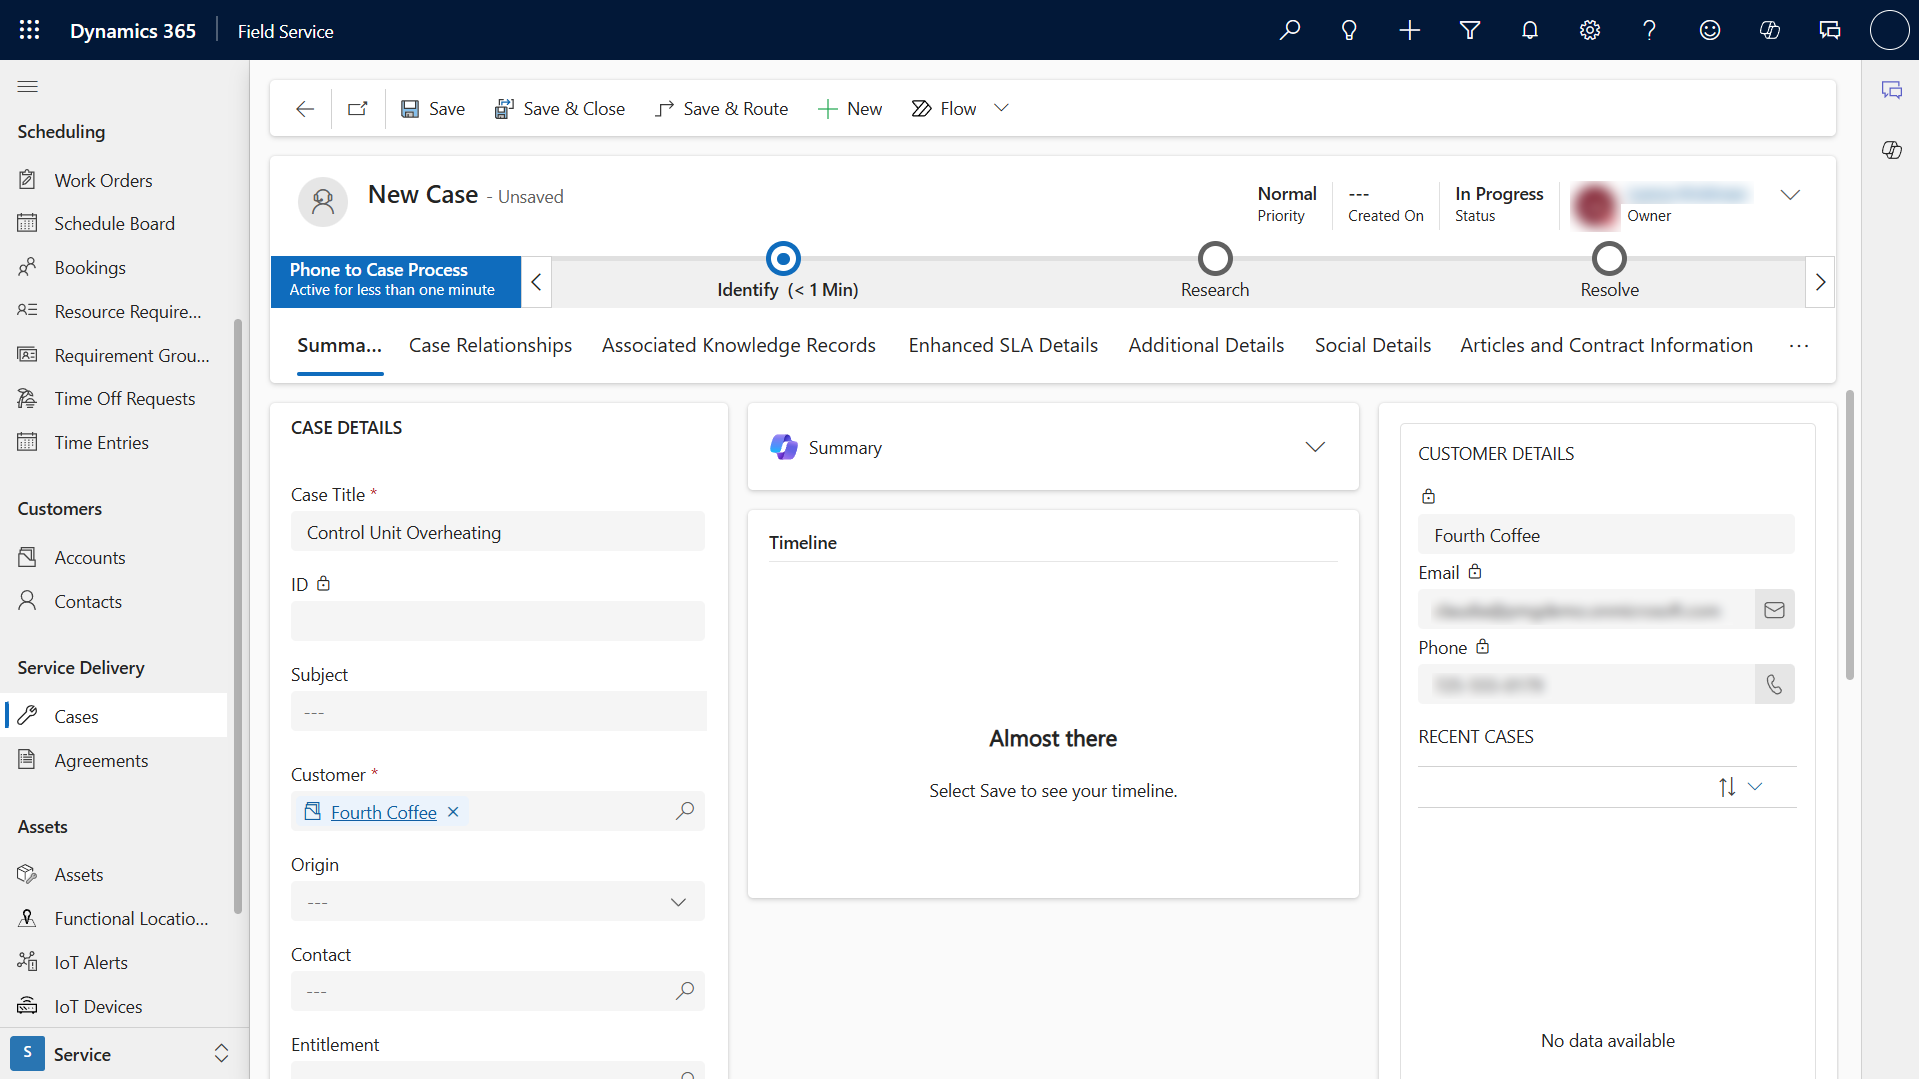 Dynamics 365
Field Service
Save
Save & Close
Save & Route
New
Flow
Scheduling
Work Orders
Schedule Board
Bookings
Resource Require...
Requirement Grou...
Time Off Requests
Time Entries
Customers
Accounts
Contacts
Service Delivery
Cases
Agreements
Assets
Assets
Functional Locatio...
IoT Alerts
IoT Devices
S
Service
New Case - Unsaved
Normal
Priority
---
Created On
In Progress
Status
Owner
Phone to Case Process
Active for less than one minute
Identify (< 1 Min)
Research
Resolve
Summa...
Case Relationships
Associated Knowledge Records
Enhanced SLA Details
Additional Details
Social Details
Articles and Contract Information
...
CASE DETAILS
Case Title *
Control Unit Overheating
ID
Subject
---
Customer *
Fourth Coffee
Origin
---
Contact
---
Entitlement
Summary
Timeline
Almost there
Select Save to see your timeline.
CUSTOMER DETAILS
Fourth Coffee
Email
Phone
RECENT CASES
No data available